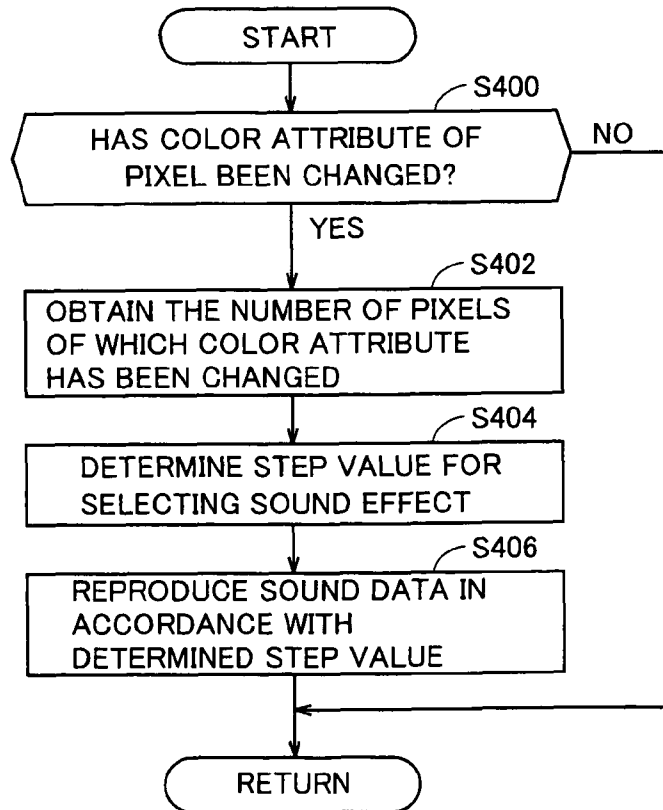 START
S400
HAS COLOR ATTRIBUTE OF
PIXEL BEEN CHANGED?
NO
YES
S402
OBTAIN THE NUMBER OF PIXELS
OF WHICH COLOR ATTRIBUTE
HAS BEEN CHANGED
S404
DETERMINE STEP VALUE FOR
SELECTING SOUND EFFECT
S406
REPRODUCE SOUND DATA IN
ACCORDANCE WITH
DETERMINED STEP VALUE
RETURN